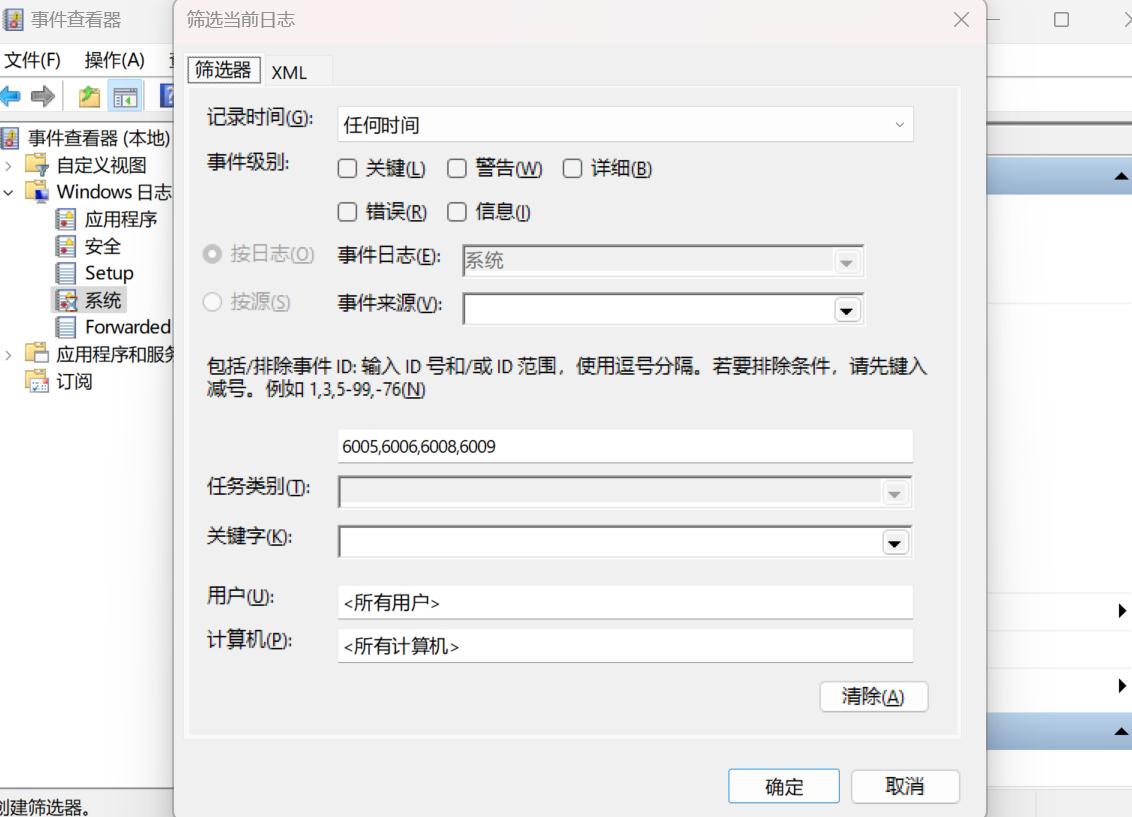 事件查看器
筛选当前日志
文件(F) 操作(A)
筛选器 XML
记录时间(G): 任何时间
事件级别: 关键(L) 警告(W) 详细(B)
错误(R) 信息(I)
按日志(O) 事件日志(E): 系统
按源(S) 事件来源(V):
包括/排除事件 ID: 输入 ID 号和/或 ID 范围，使用逗号分隔。若要排除条件，请先键入
减号。例如 1,3,5-99,-76(N)
6005,6006,6008,6009
任务类别(T):
关键字(K):
用户(U): <所有用户>
计算机(P): <所有计算机>
清除(A)
确定 取消
事件查看器 (本地)
自定义视图
Windows 日志
应用程序
安全
Setup
系统
Forwarded
应用程序和服务
订阅
创建筛选器。